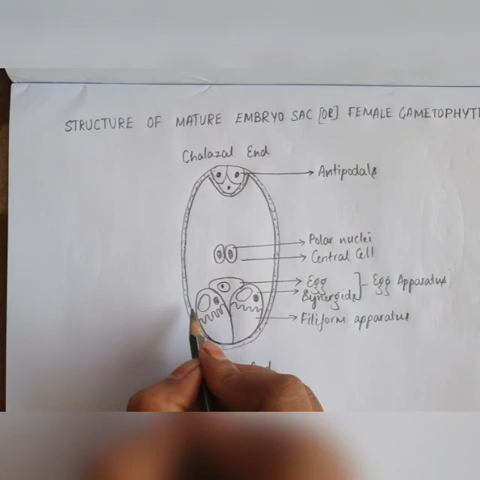 STRUCTURE OF MATURE EMBRYO SAC [OR] FEMALE GAMETOPHYT
Chalazal End
Antipodals
Polar nuclei
Central Cell
Egg
Egg Apparatus
Synergids
Filiform apparatus